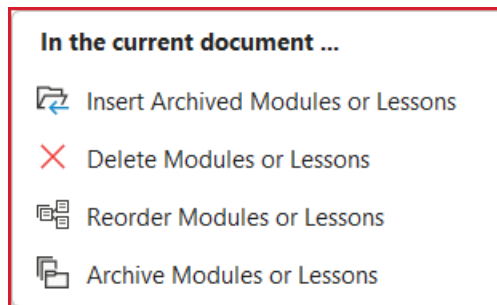 In the current document ...
Insert Archived Modules or Lessons
Delete Modules or Lessons
Reorder Modules or Lessons
Archive Modules or Lessons